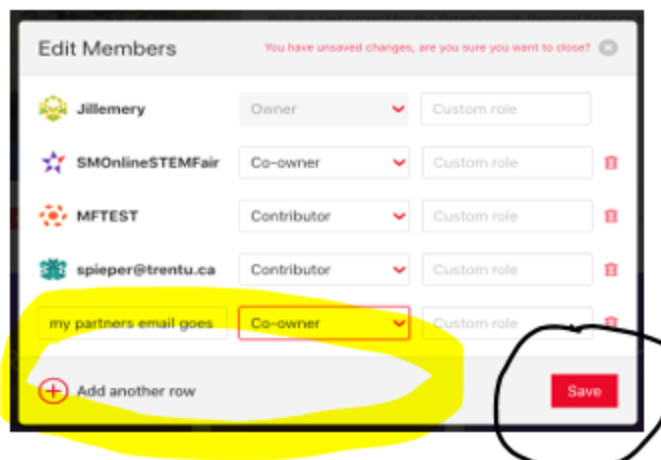 Edit Members You have unsaved changes, are you sure you want to close?
Jillemery Owner Custom role
SMOnlineSTEMFair Co-owner Custom role
MFTEST Contributor Custom role
spieper@trentu.ca Contributor Custom role
my partners email goes Co-owner Custom role
Add another row Save